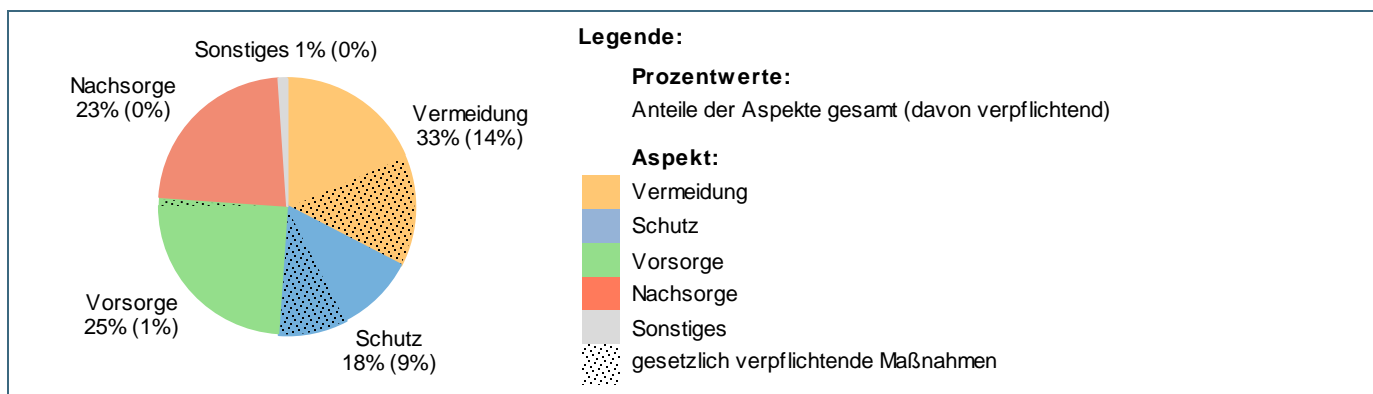 Sonstiges 1% (0%)
Nachsorge
23% (0%)
Vermeidung
33% (14%)
Vorsorge
25% (1%)
Schutz
18% (9%)
Legende:
Prozentwerte:
Anteile der Aspekte gesamt (davon verpflichtend)
Aspekt:
Vermeidung
Schutz
Vorsorge
Nachsorge
Sonstiges
gesetzlich verpflichtende Maßnahmen